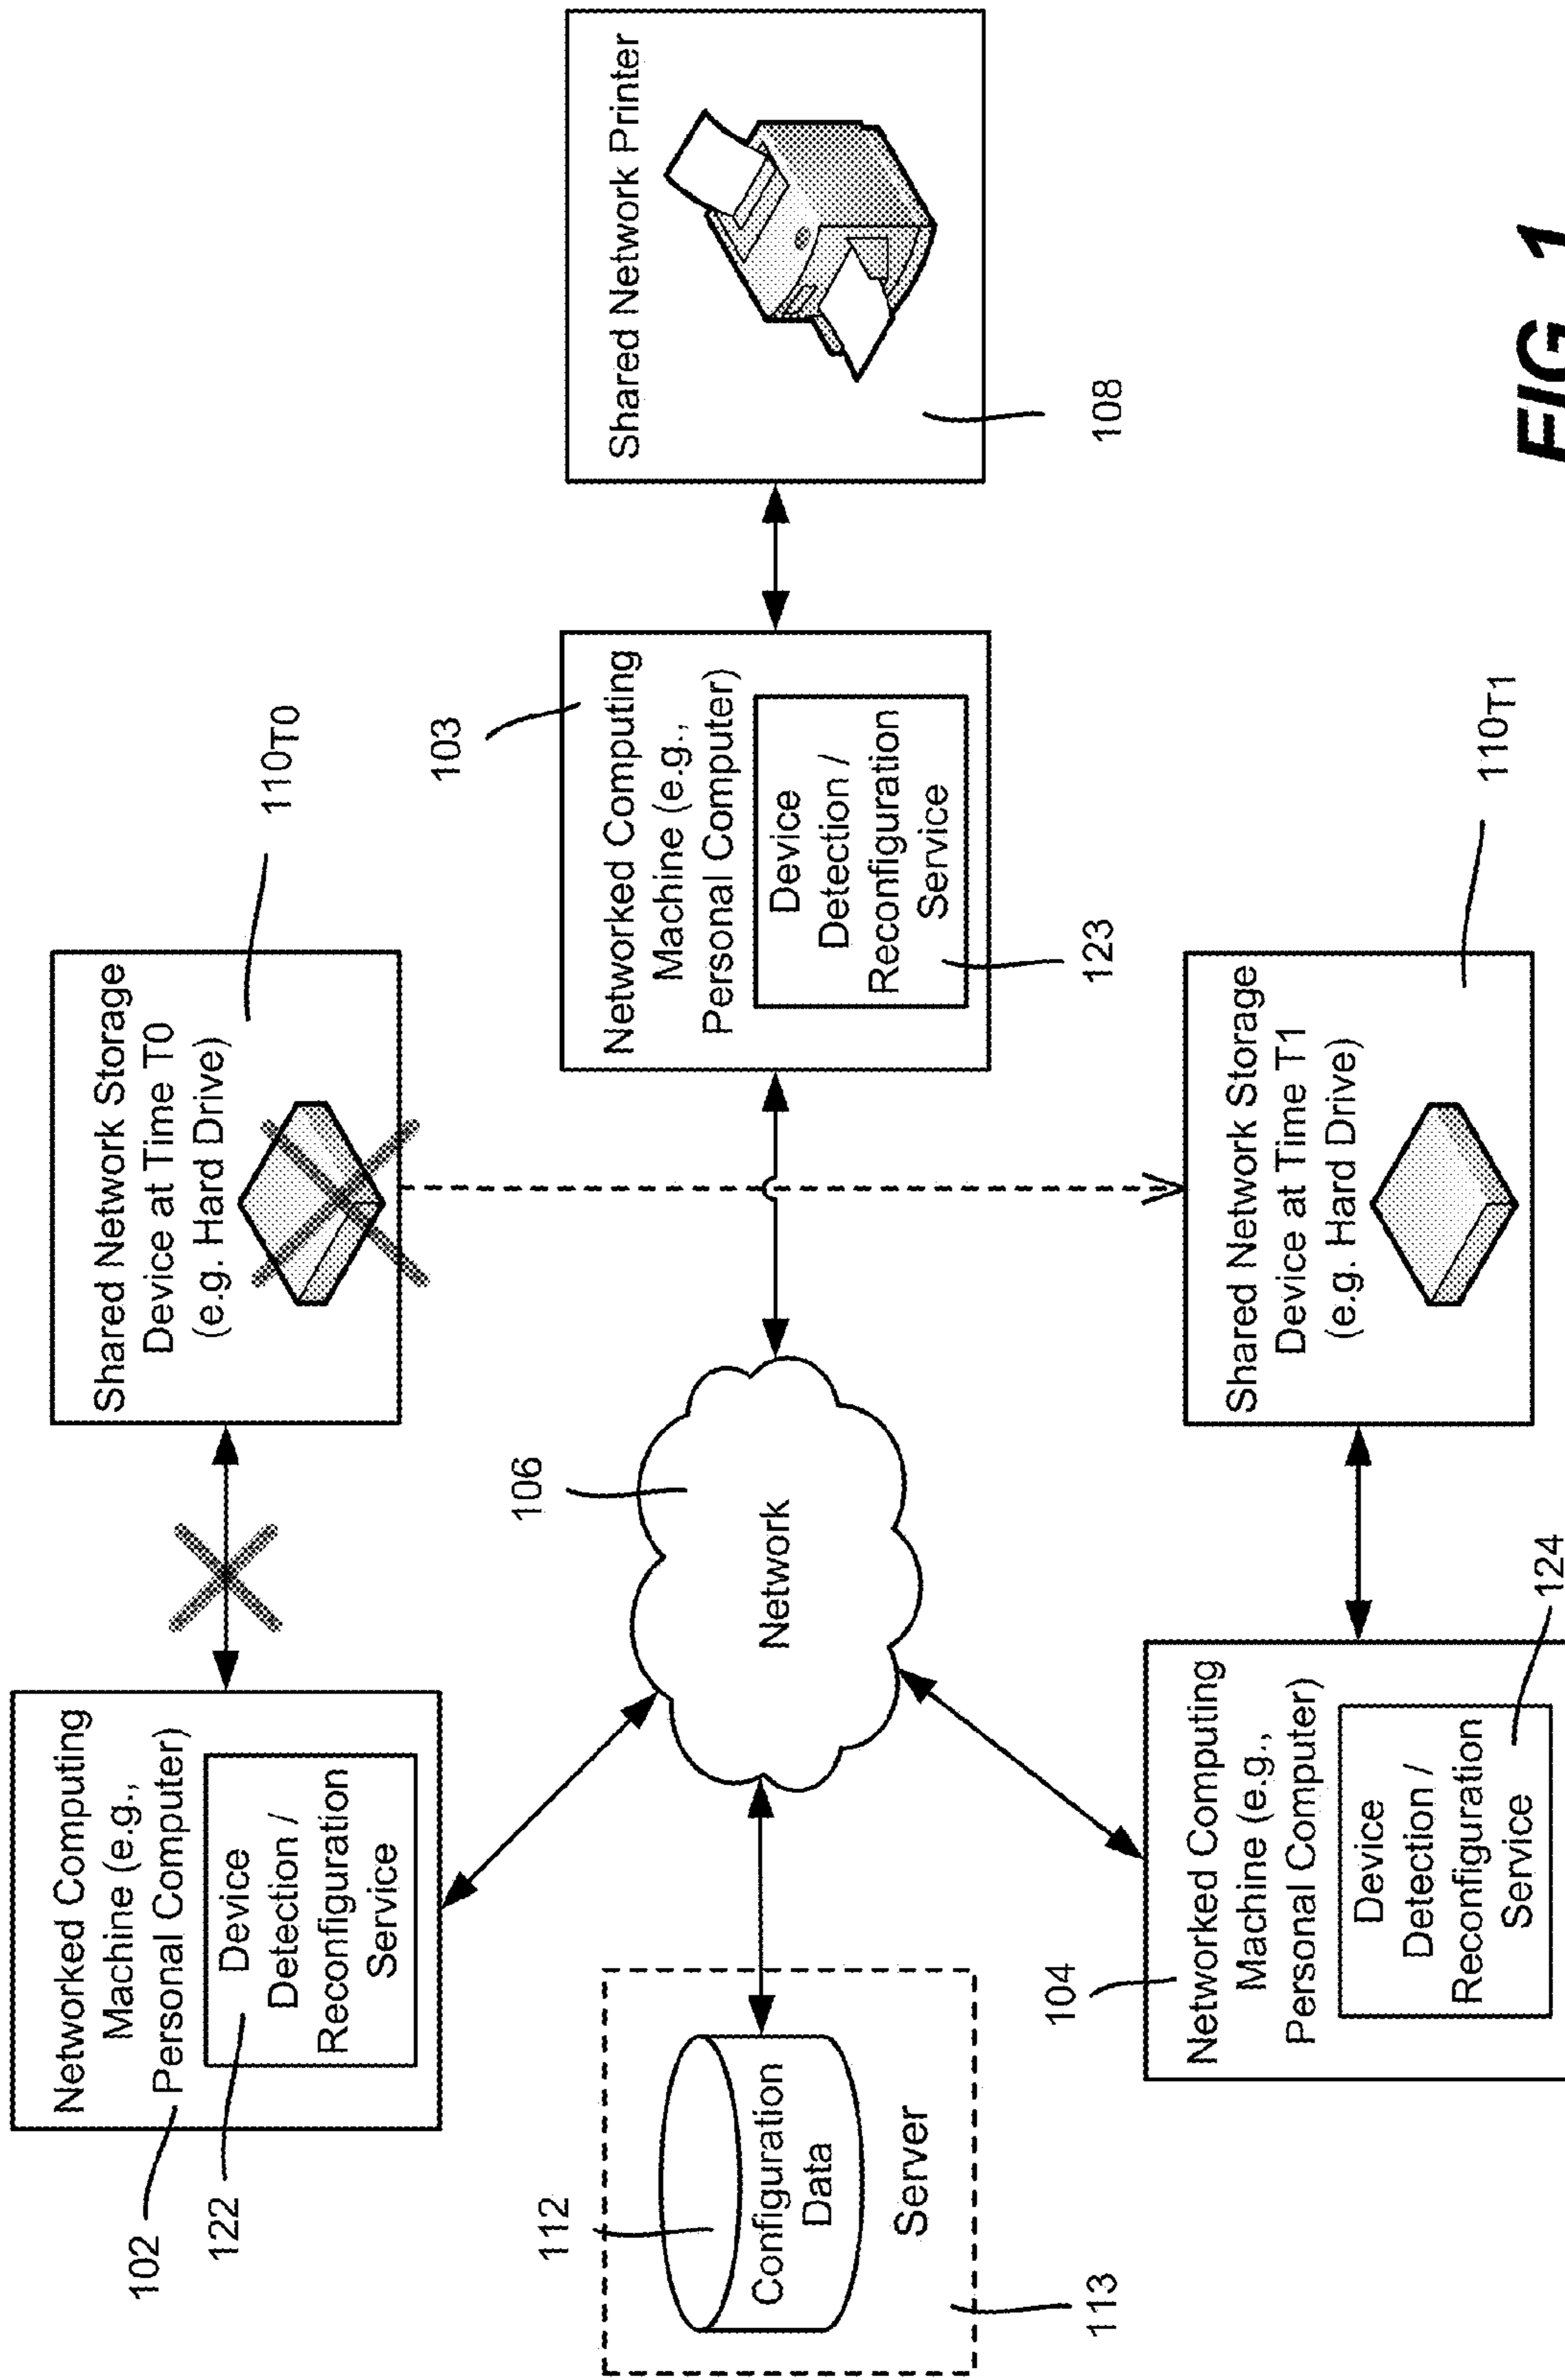 Networked Computing
Machine (e.g.,
Personal Computer)
Device
Detection /
Reconfiguration
Service
102
122
Shared Network Storage
Device at Time T0
(e.g. Hard Drive)
110T0
112
Configuration
Data
Server
113
106
Network
103
Networked Computing
Machine (e.g.,
Personal Computer)
Device
Detection /
Reconfiguration
Service
123
Shared Network Printer
108
104
Networked Computing
Machine (e.g.,
Personal Computer)
Device
Detection /
Reconfiguration
Service
124
Shared Network Storage
Device at Time T1
(e.g. Hard Drive)
110T1
FIG. 1